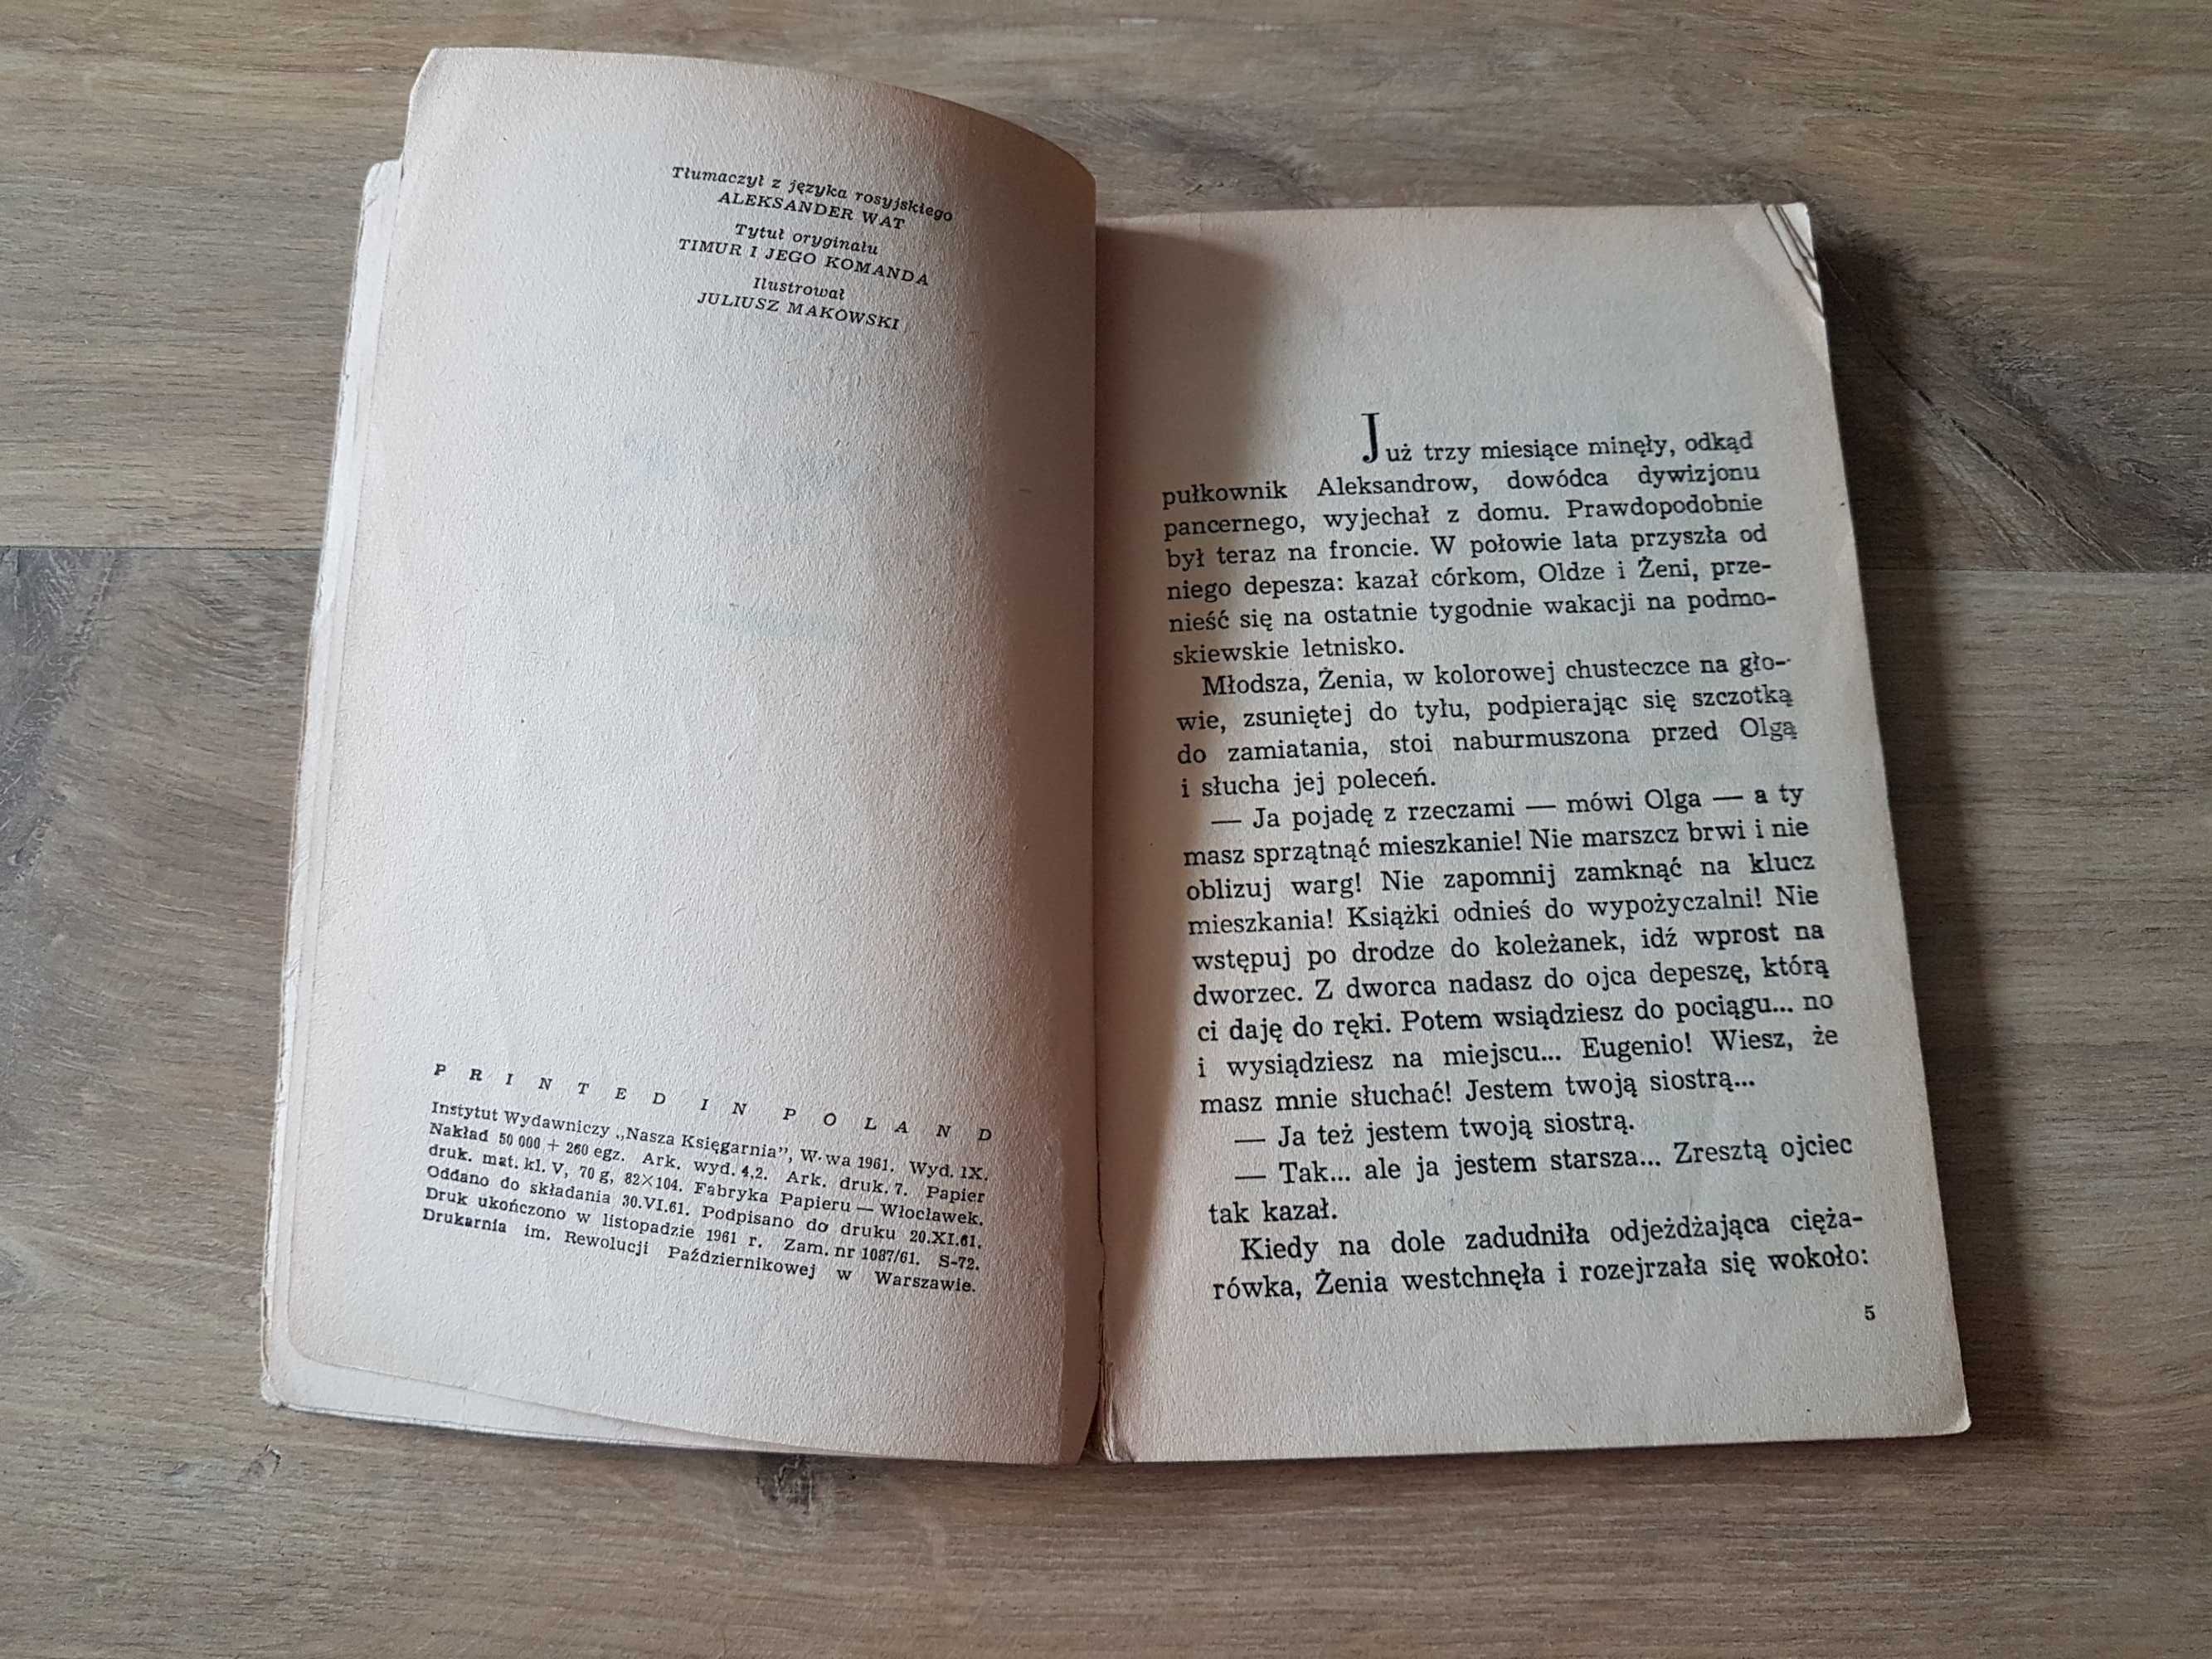 Tłumaczył z języka rosyjskiego
ALEKSANDER WAT
Tytuł oryginału
TIMUR I JEGO KOMANDA
Ilustrował
JULIUSZ MAKOWSKI
PRINTED IN POLAND
Instytut Wydawniczy „Nasza Księgarnia”, W-wa 1961. Wyd. IX.
Nakład 50 000 + 260 egz. Ark. wyd. 4,2. Ark. druk. 7. Papier
druk. mat. kl. V, 70 g, 82×104. Fabryka Papieru — Włocławek.
Oddano do składania 30.VI.61. Podpisano do druku 20.XI.61.
Druk ukończono w listopadzie 1961 r. Zam. nr 1087/61. S-72.
Drukarnia im. Rewolucji Październikowej w Warszawie.
Już trzy miesiące minęły, odkąd
pułkownik Aleksandrow, dowódca dywizjonu
pancernego, wyjechał z domu. Prawdopodobnie
był teraz na froncie. W połowie lata przyszła od
niego depesza: kazał córkom, Oldze i Żeni, prze-
nieść się na ostatnie tygodnie wakacji na podmo-
skiewskie letnisko.
Młodsza, Żenia, w kolorowej chusteczce na gło-
wie, zsuniętej do tyłu, podpierając się szczotką
do zamiatania, stoi naburmuszona przed Olgą
i słucha jej poleceń.
— Ja pojadę z rzeczami — mówi Olga — a ty
masz sprzątnąć mieszkanie! Nie marszcz brwi i nie
oblizuj warg! Nie zapomnij zamknąć na klucz
mieszkania! Książki odnieś do wypożyczalni! Nie
wstępuj po drodze do koleżanek, idź wprost na
dworzec. Z dworca nadasz do ojca depeszę, którą
ci daję do ręki. Potem wsiądziesz do pociągu... no
i wysiądziesz na miejscu... Eugenio! Wiesz, że
masz mnie słuchać! Jestem twoją siostrą...
— Ja też jestem twoją siostrą.
— Tak... ale ja jestem starsza... Zresztą ojciec
tak kazał.
Kiedy na dole zadudniła odjeżdżająca cięża-
rówka, Żenia westchnęła i rozejrzała się wokoło:
5